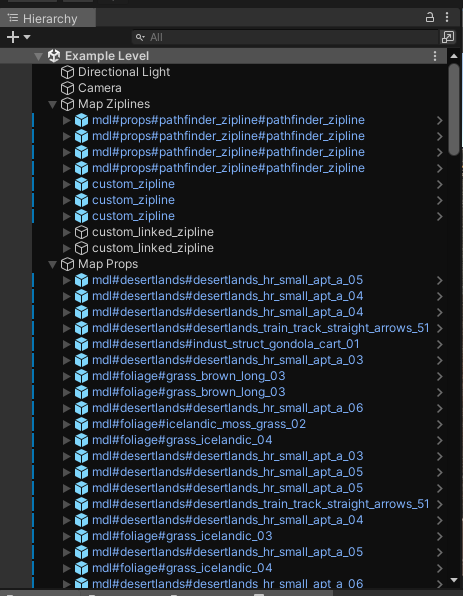 Hierarchy
All
Example Level
Directional Light
Camera
Map Ziplines
mdl#props#pathfinder_zipline#pathfinder_zipline
mdl#props#pathfinder_zipline#pathfinder_zipline
mdl#props#pathfinder_zipline#pathfinder_zipline
mdl#props#pathfinder_zipline#pathfinder_zipline
custom_zipline
custom_zipline
custom_zipline
custom_linked_zipline
custom_linked_zipline
Map Props
mdl#desertlands#desertlands_hr_small_apt_a_05
mdl#desertlands#desertlands_hr_small_apt_a_04
mdl#desertlands#desertlands_hr_small_apt_a_04
mdl#desertlands#desertlands_train_track_straight_arrows_51
mdl#desertlands#indust_struct_gondola_cart_01
mdl#desertlands#desertlands_hr_small_apt_a_03
mdl#foliage#grass_brown_long_03
mdl#foliage#grass_brown_long_03
mdl#desertlands#desertlands_hr_small_apt_a_06
mdl#foliage#icelandic_moss_grass_02
mdl#foliage#grass_icelandic_04
mdl#desertlands#desertlands_hr_small_apt_a_03
mdl#desertlands#desertlands_hr_small_apt_a_05
mdl#desertlands#desertlands_hr_small_apt_a_05
mdl#desertlands#desertlands_train_track_straight_arrows_51
mdl#desertlands#desertlands_hr_small_apt_a_04
mdl#foliage#grass_icelandic_03
mdl#desertlands#desertlands_hr_small_apt_a_05
mdl#foliage#grass_icelandic_04
mdl#desertlands#desertlands_hr_small_apt_a_06